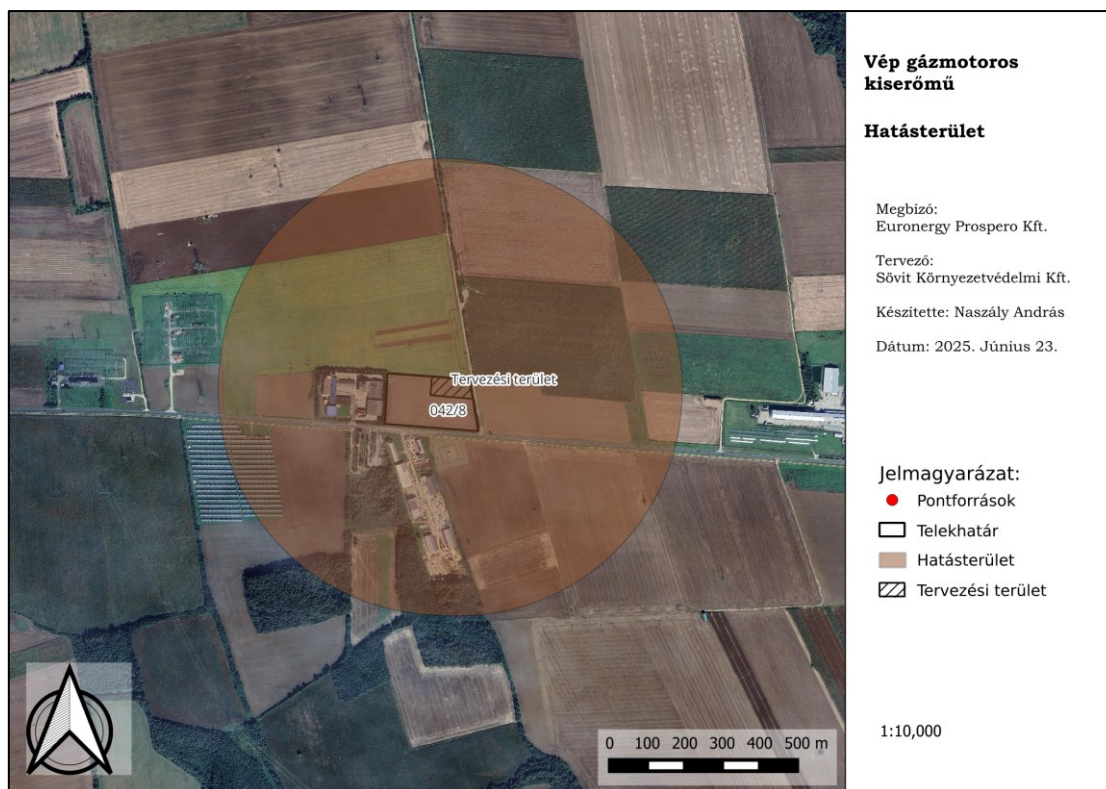 Vép gázmotoros
kiserőmű
Hatásterület
Megbízó:
Euronergy Prospero Kft.
Tervező:
Sövit Környezetvédelmi Kft.
Készítette: Naszály András
Dátum: 2025. Június 23.
Tervezési terület
042/8
Jelmagyarázat:
Pontforrások
Telekhatár
Hatásterület
Tervezési terület
0 100 200 300 400 500 m
1:10,000